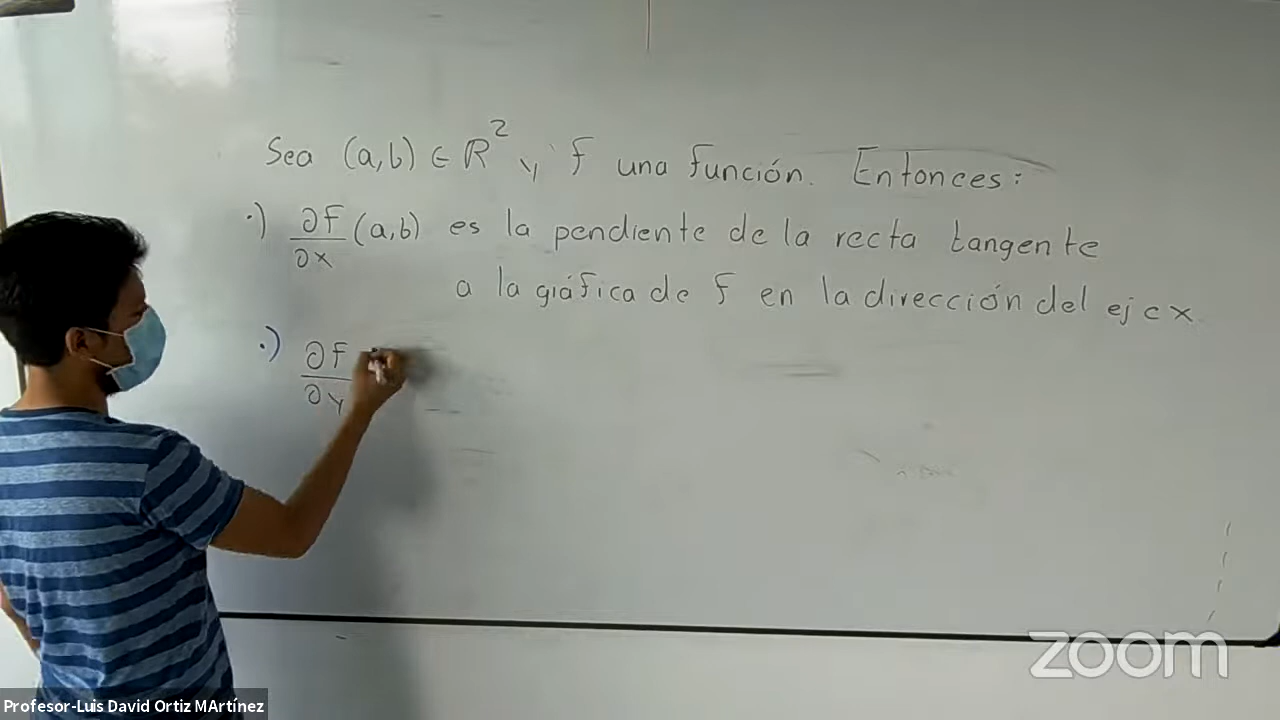 Sea (a,b) ∈ ℝ² y f una función. Entonces:
·) ∂f/∂x (a,b) es la pendiente de la recta tangente
a la gráfica de f en la dirección del eje x
·) ∂f/∂y
zoom
Profesor-Luis David Ortiz MArtínez